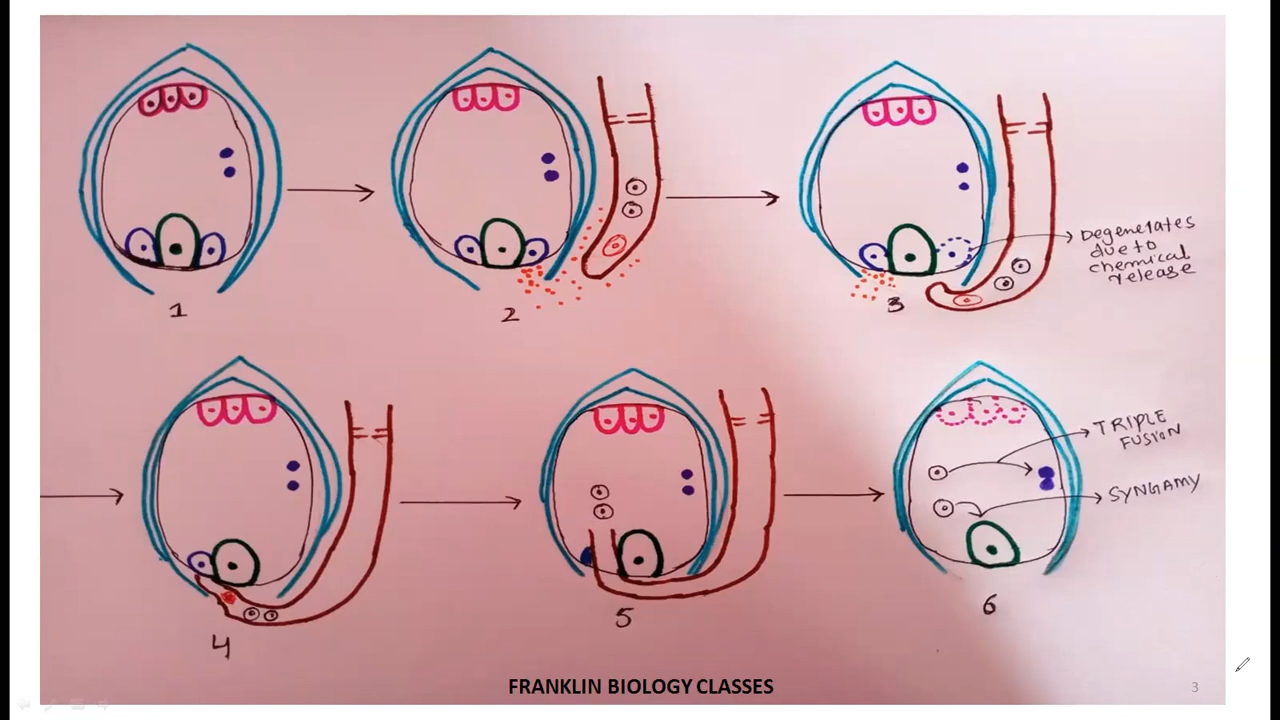 1
2
3
Degenerates
due to
chemical
release
4
5
6
TRIPLE
FUSION
SYNGAMY
FRANKLIN BIOLOGY CLASSES
3